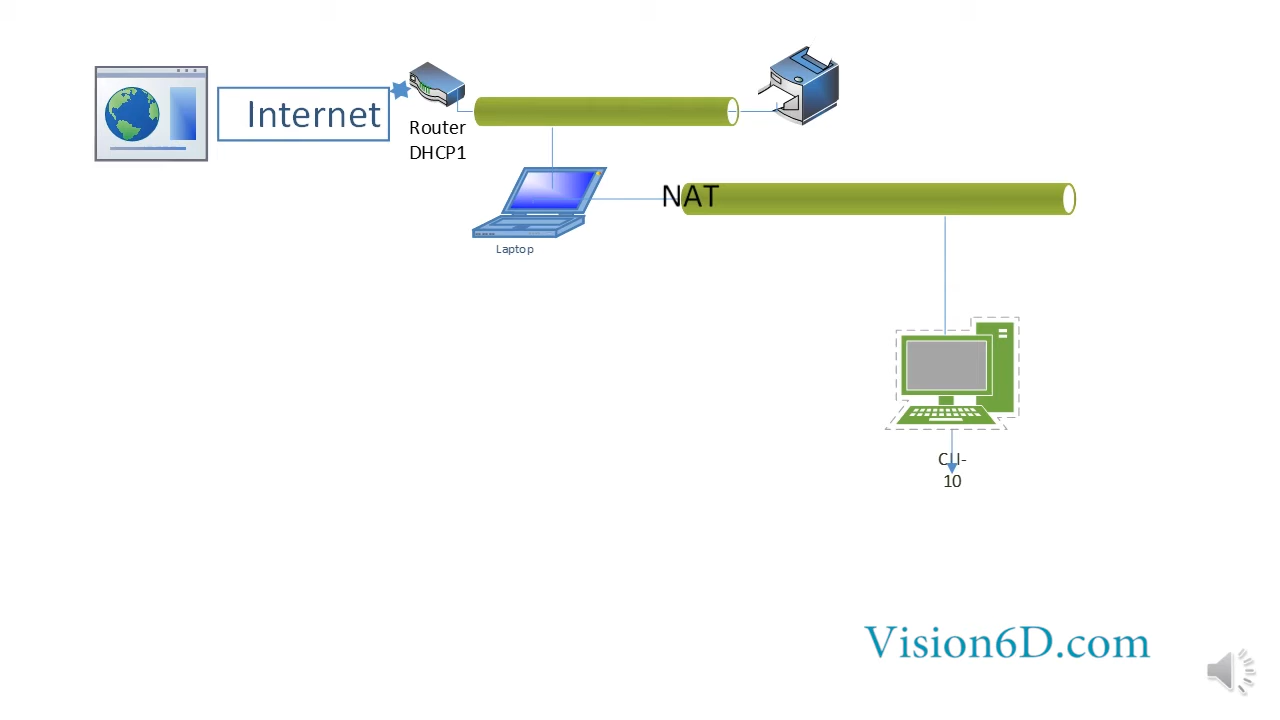 Internet
Router
DHCP1
NAT
Laptop
CLI-
10
Vision6D.com